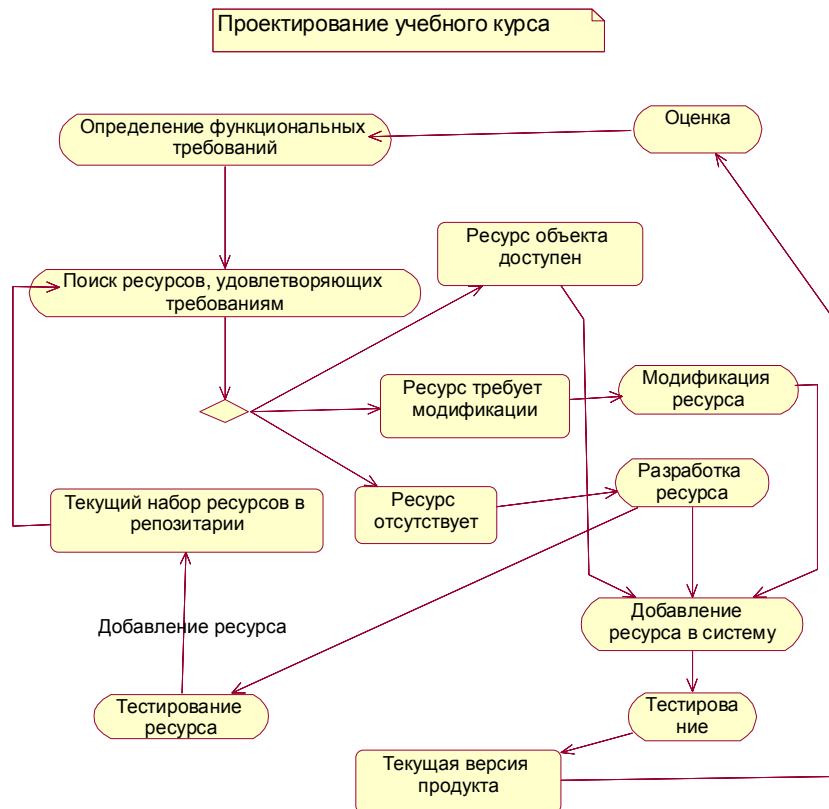 Проектирование учебного курса
Определение функциональных
требований
Оценка
Поиск ресурсов, удовлетворяющих
требованиям
Ресурс объекта
доступен
Ресурс требует
модификации
Модификация
ресурса
Текущий набор ресурсов в
репозитарии
Ресурс
отсутствует
Разработка
ресурса
Добавление ресурса
Добавление
ресурса в систему
Тестирование
ресурса
Тестирова
ние
Текущая версия
продукта